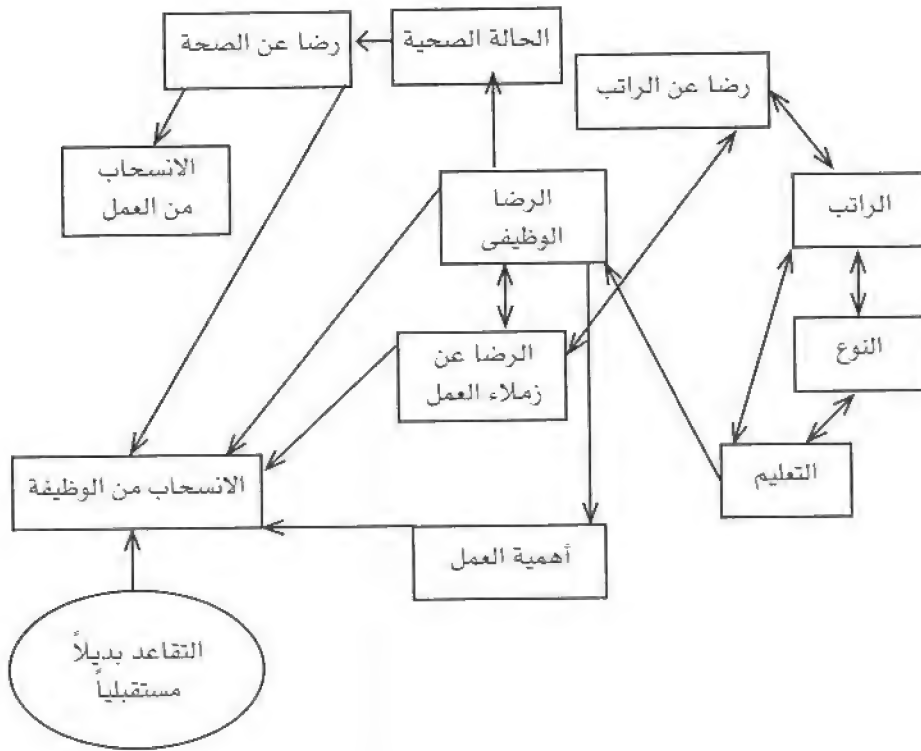 رضا عن الصحة
الحالة الصحية
رضا عن الراتب
الانسحاب
من العمل
الرضا
الوظيفى
الراتب
النوع
الرضا عن
زملاء العمل
الانسحاب من الوظيفة
التعليم
أهمية العمل
التقاعد بديلاً
مستقبلياً